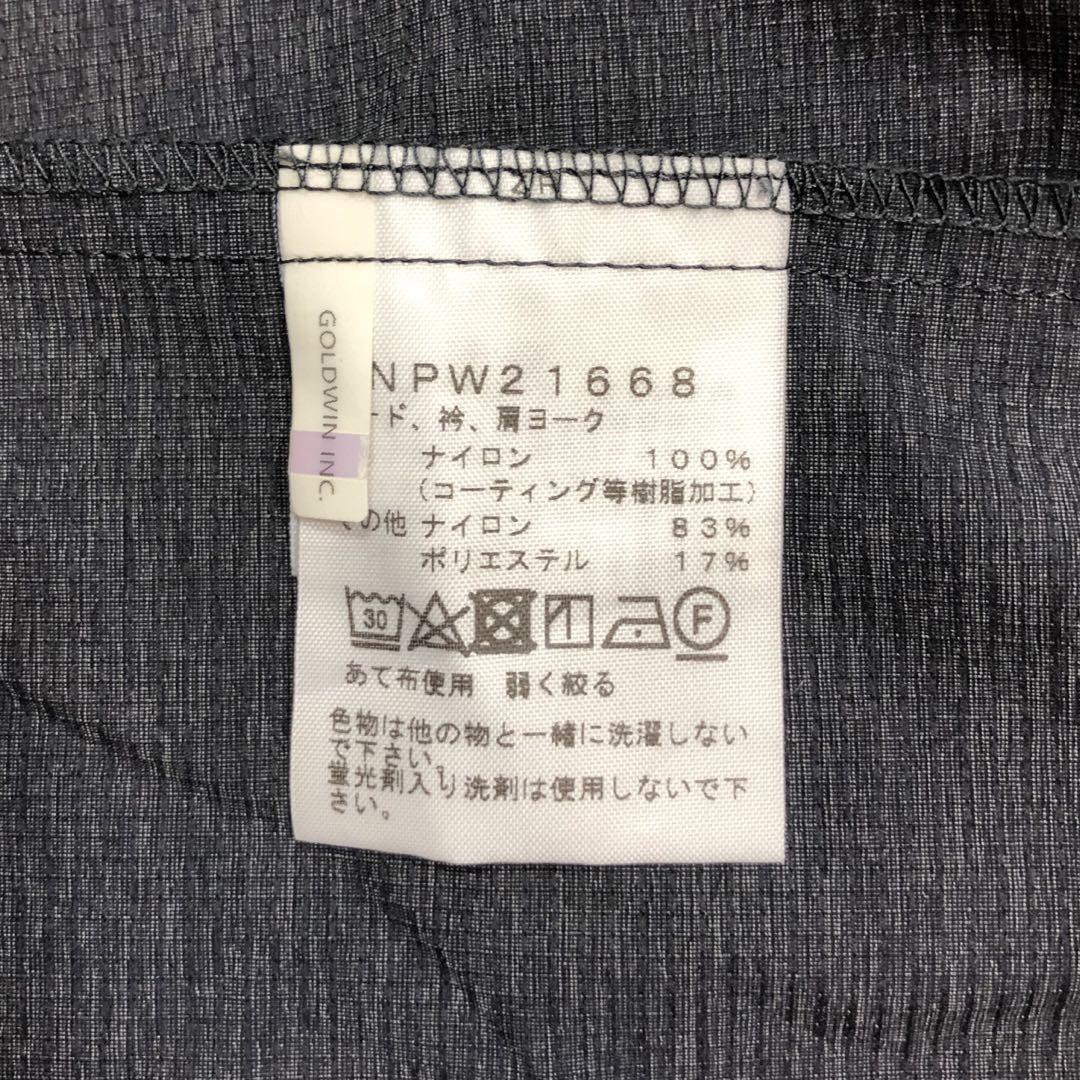 GOLDWIN INC.
NPW21668
ード、衿、肩ヨーク
ナイロン 100%
(コーティング等樹脂加工)
の他 ナイロン 83%
ポリエステル 17%
30 F
あて布使用 弱く絞る
色物は他の物と一緒に洗濯しない
で下さい。
蛍光剤入り洗剤は使用しないで下
さい。